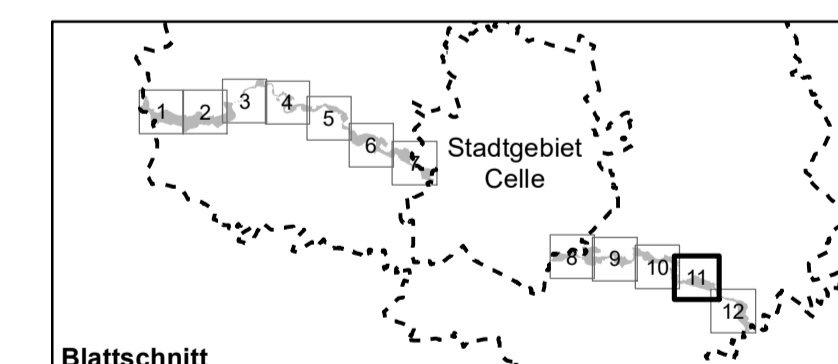 1 2 3 4 5 6 7
Stadtgebiet
Celle
8 9 10 11 12
Blattschnitt